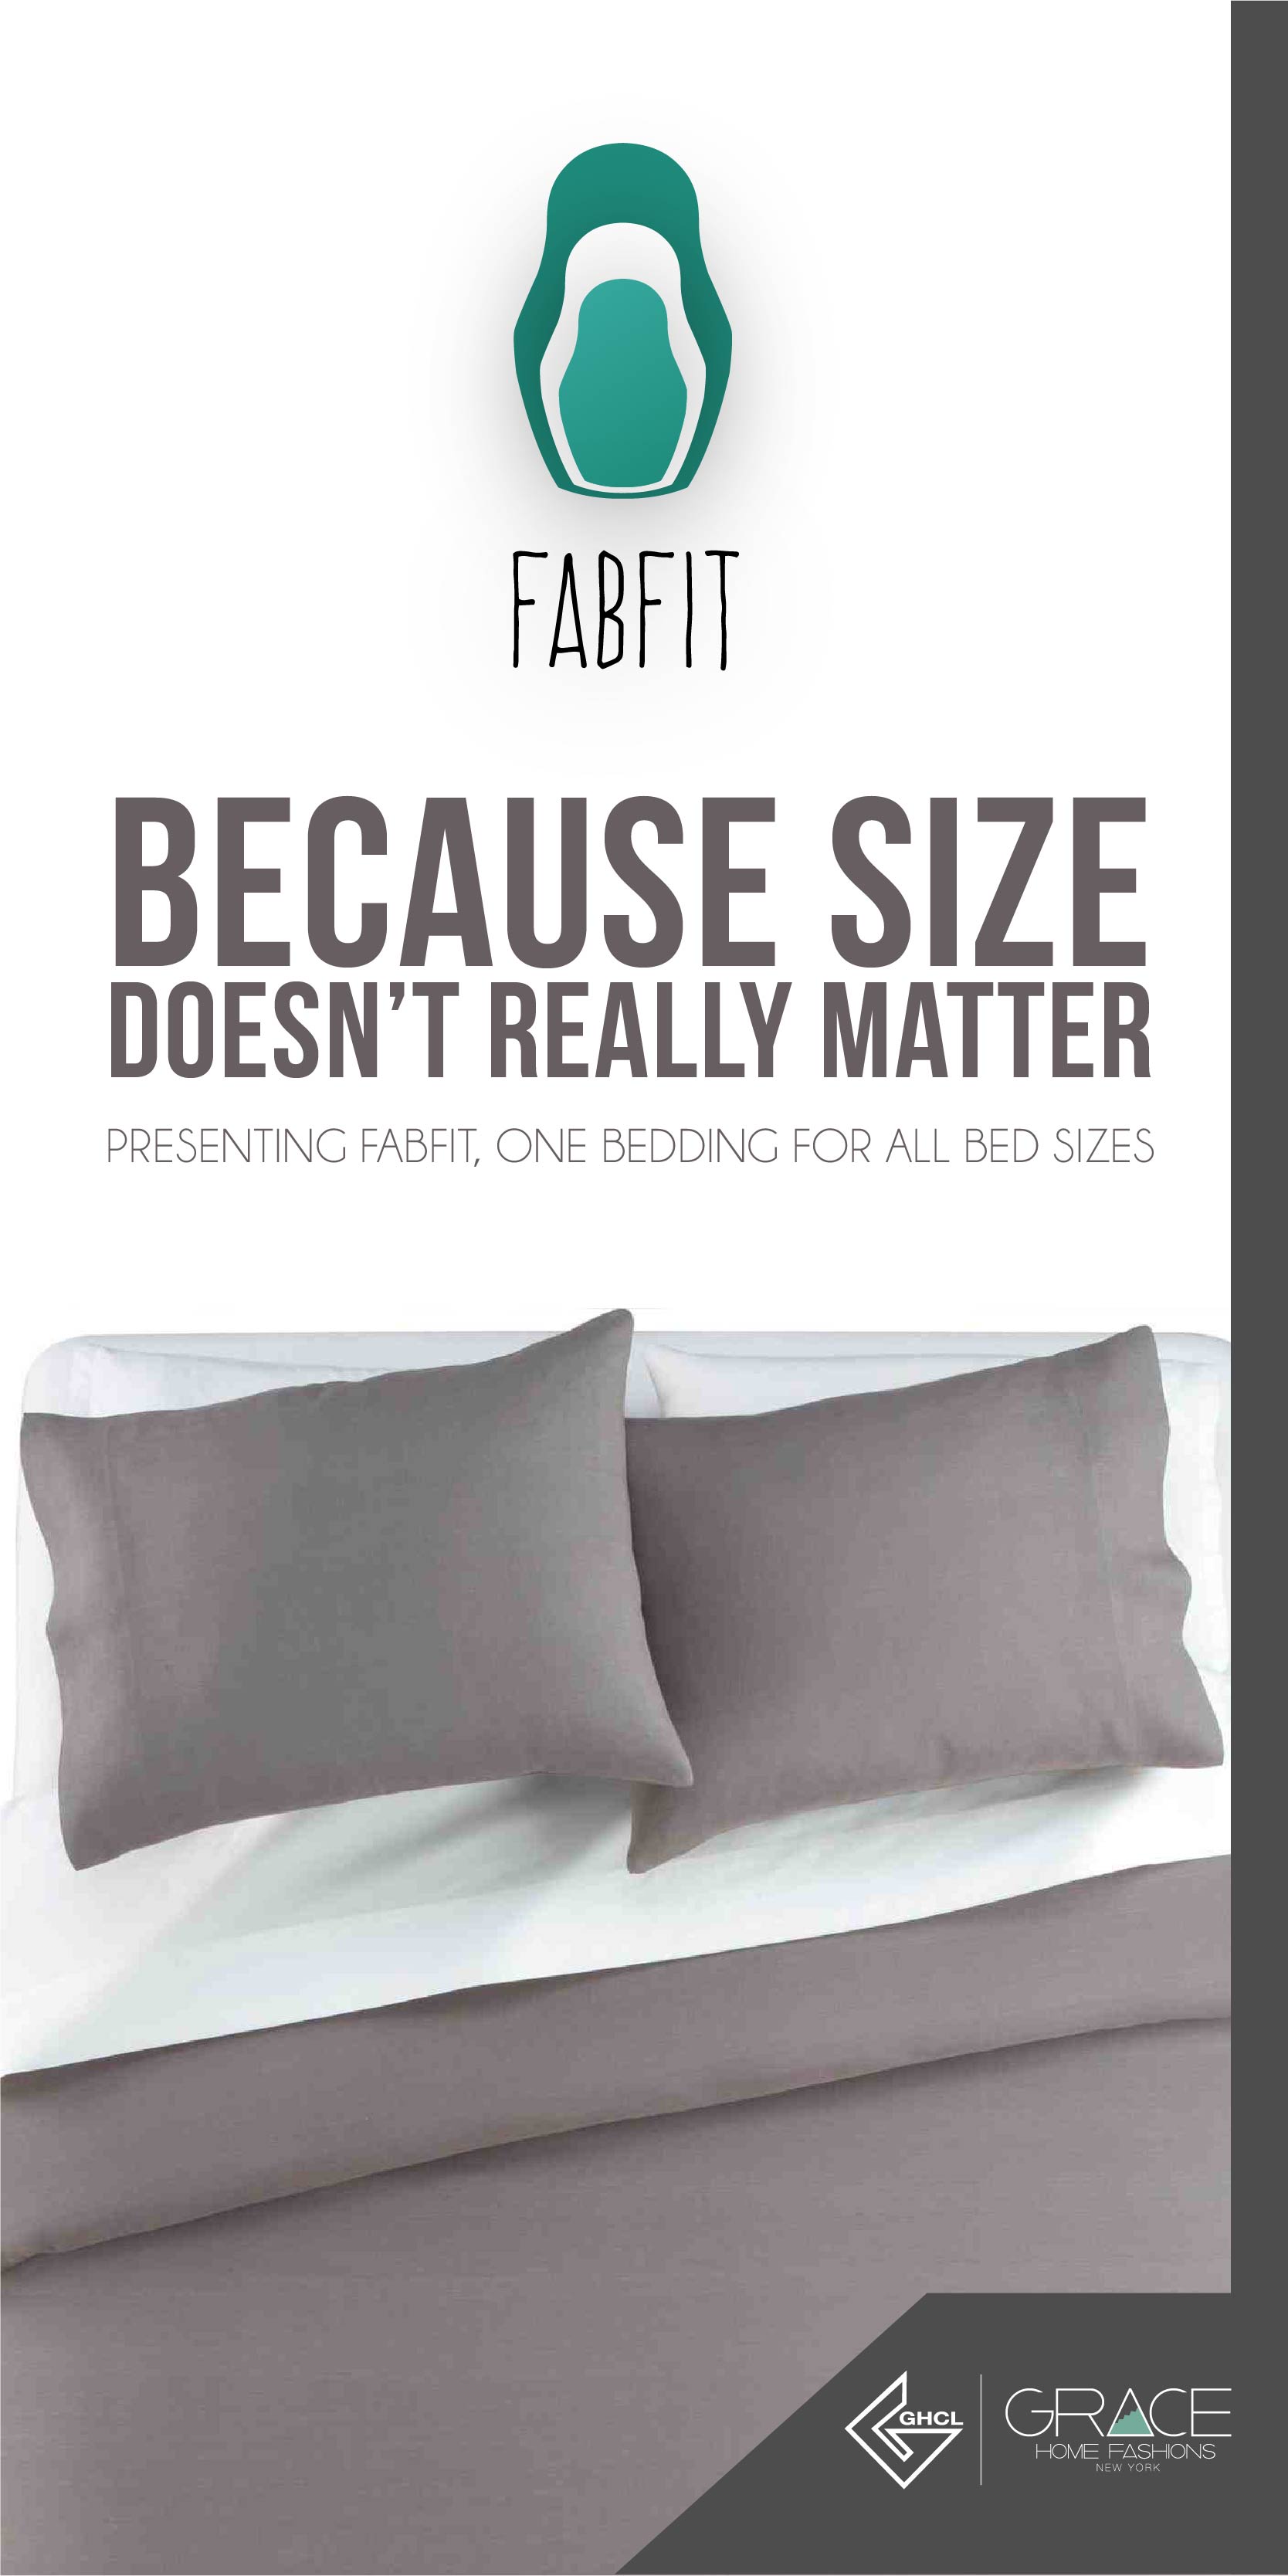 FABFIT
BECAUSE SIZE
DOESN'T REALLY MATTER
PRESENTING FABFIT, ONE BEDDING FOR ALL BED SIZES
GHCL
GRACE
HOME FASHIONS
NEW YORK